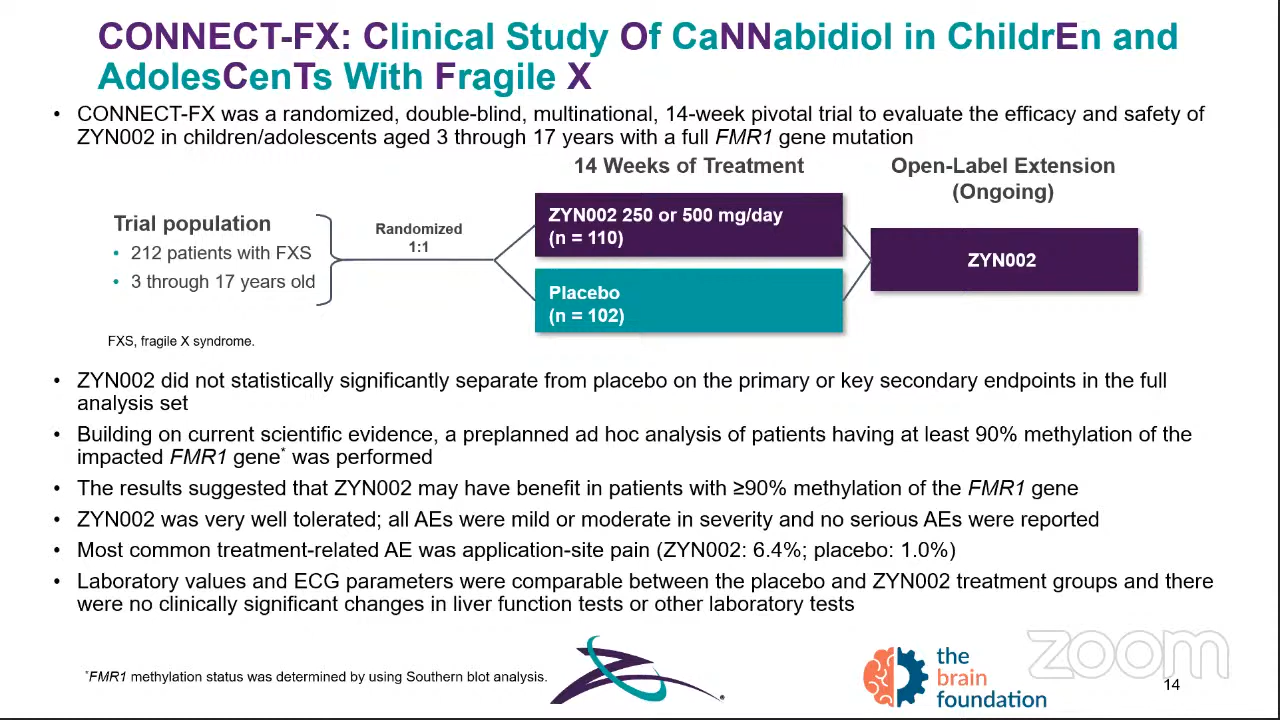 CONNECT-FX: Clinical Study Of CaNNabidiol in ChildrEn and
AdolesCenTs With Fragile X
• CONNECT-FX was a randomized, double-blind, multinational, 14-week pivotal trial to evaluate the efficacy and safety of
ZYN002 in children/adolescents aged 3 through 17 years with a full FMR1 gene mutation
14 Weeks of Treatment
Open-Label Extension
(Ongoing)
Trial population
• 212 patients with FXS
• 3 through 17 years old
Randomized
1:1
ZYN002 250 or 500 mg/day
(n = 110)
Placebo
(n = 102)
ZYN002
FXS, fragile X syndrome.
• ZYN002 did not statistically significantly separate from placebo on the primary or key secondary endpoints in the full
analysis set
• Building on current scientific evidence, a preplanned ad hoc analysis of patients having at least 90% methylation of the
impacted FMR1 gene* was performed
• The results suggested that ZYN002 may have benefit in patients with ≥90% methylation of the FMR1 gene
• ZYN002 was very well tolerated; all AEs were mild or moderate in severity and no serious AEs were reported
• Most common treatment-related AE was application-site pain (ZYN002: 6.4%; placebo: 1.0%)
• Laboratory values and ECG parameters were comparable between the placebo and ZYN002 treatment groups and there
were no clinically significant changes in liver function tests or other laboratory tests
*FMR1 methylation status was determined by using Southern blot analysis.
®
the
brain
foundation
zoom
14